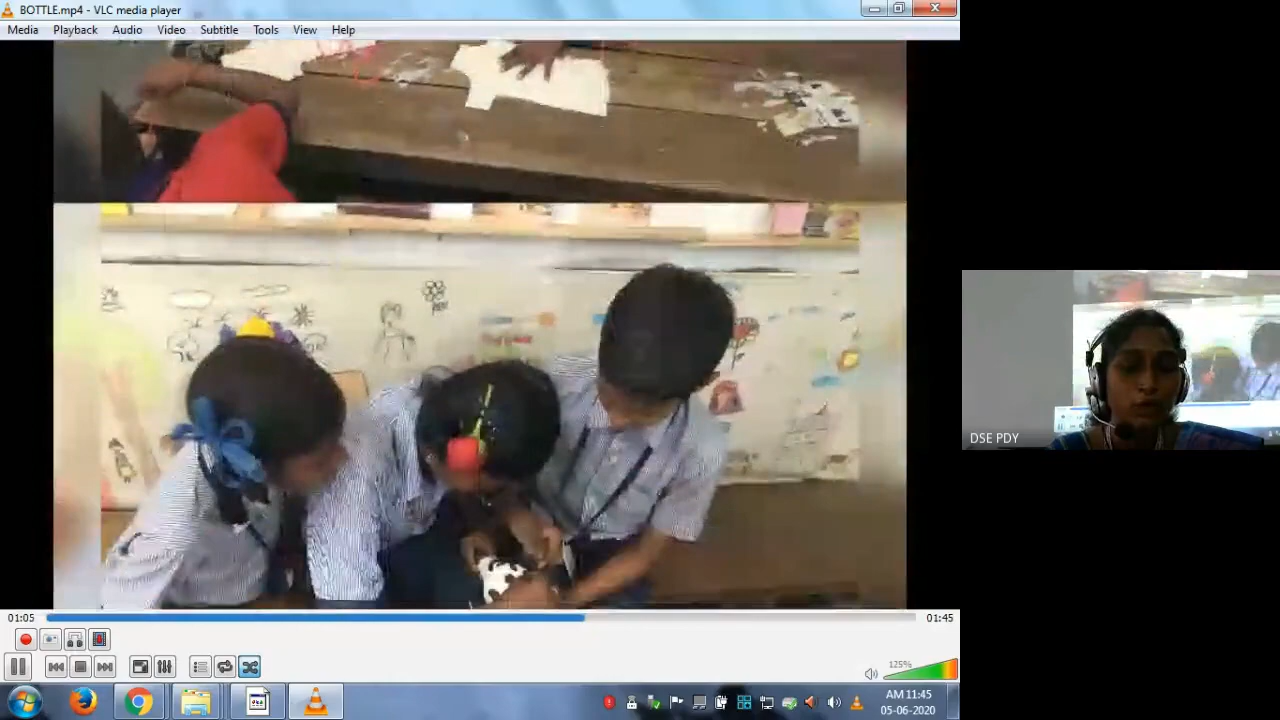 BOTTLE.mp4 - VLC media player
Media Playback Audio Video Subtitle Tools View Help
DSE PDY
01:05
01:45
125%
AM 11:45
05-06-2020